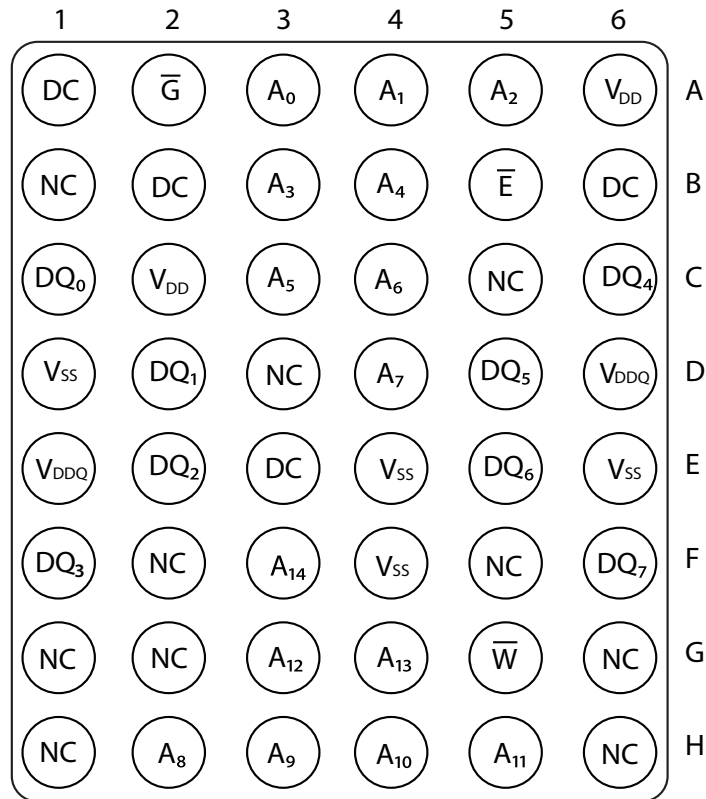 1 2 3 4 5 6
DC G̅ A₀ A₁ A₂ V_DD A
NC DC A₃ A₄ E̅ DC B
DQ₀ V_DD A₅ A₆ NC DQ₄ C
V_SS DQ₁ NC A₇ DQ₅ V_DDQ D
V_DDQ DQ₂ DC V_SS DQ₆ V_SS E
DQ₃ NC A₁₄ V_SS NC DQ₇ F
NC NC A₁₂ A₁₃ W̅ NC G
NC A₈ A₉ A₁₀ A₁₁ NC H